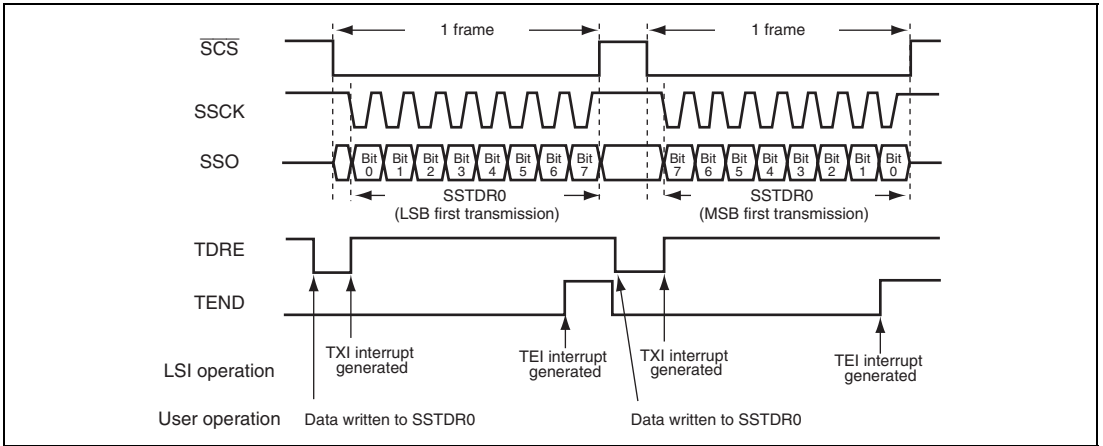 1 frame 1 frame
SCS
SSCK
SSO Bit 0 Bit 1 Bit 2 Bit 3 Bit 4 Bit 5 Bit 6 Bit 7 Bit 7 Bit 6 Bit 5 Bit 4 Bit 3 Bit 2 Bit 1 Bit 0
SSTDR0 SSTDR0
(LSB first transmission) (MSB first transmission)
TDRE
TEND
TXI interrupt generated TEI interrupt generated TXI interrupt generated TEI interrupt generated
LSI operation
User operation Data written to SSTDR0 Data written to SSTDR0